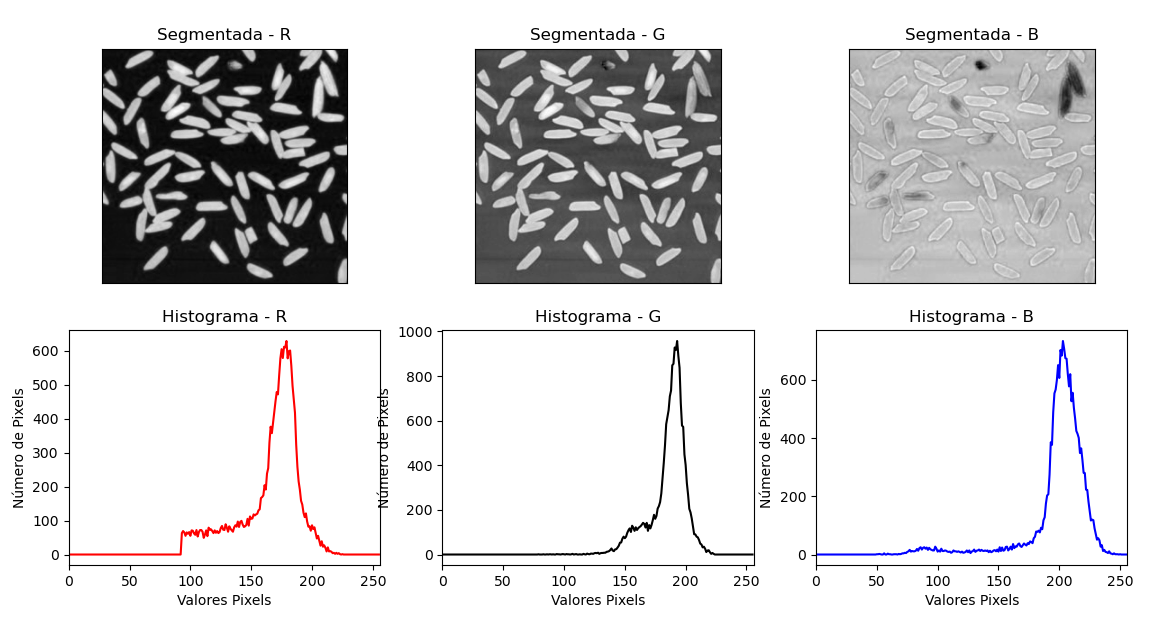 Segmentada - R
Segmentada - G
Segmentada - B
Histograma - R
Histograma - G
Histograma - B
Número de Pixels
600
500
400
300
200
100
0
0 50 100 150 200 250
Valores Pixels
Número de Pixels
1000
800
600
400
200
0
0 50 100 150 200 250
Valores Pixels
Número de Pixels
600
400
200
0
0 50 100 150 200 250
Valores Pixels